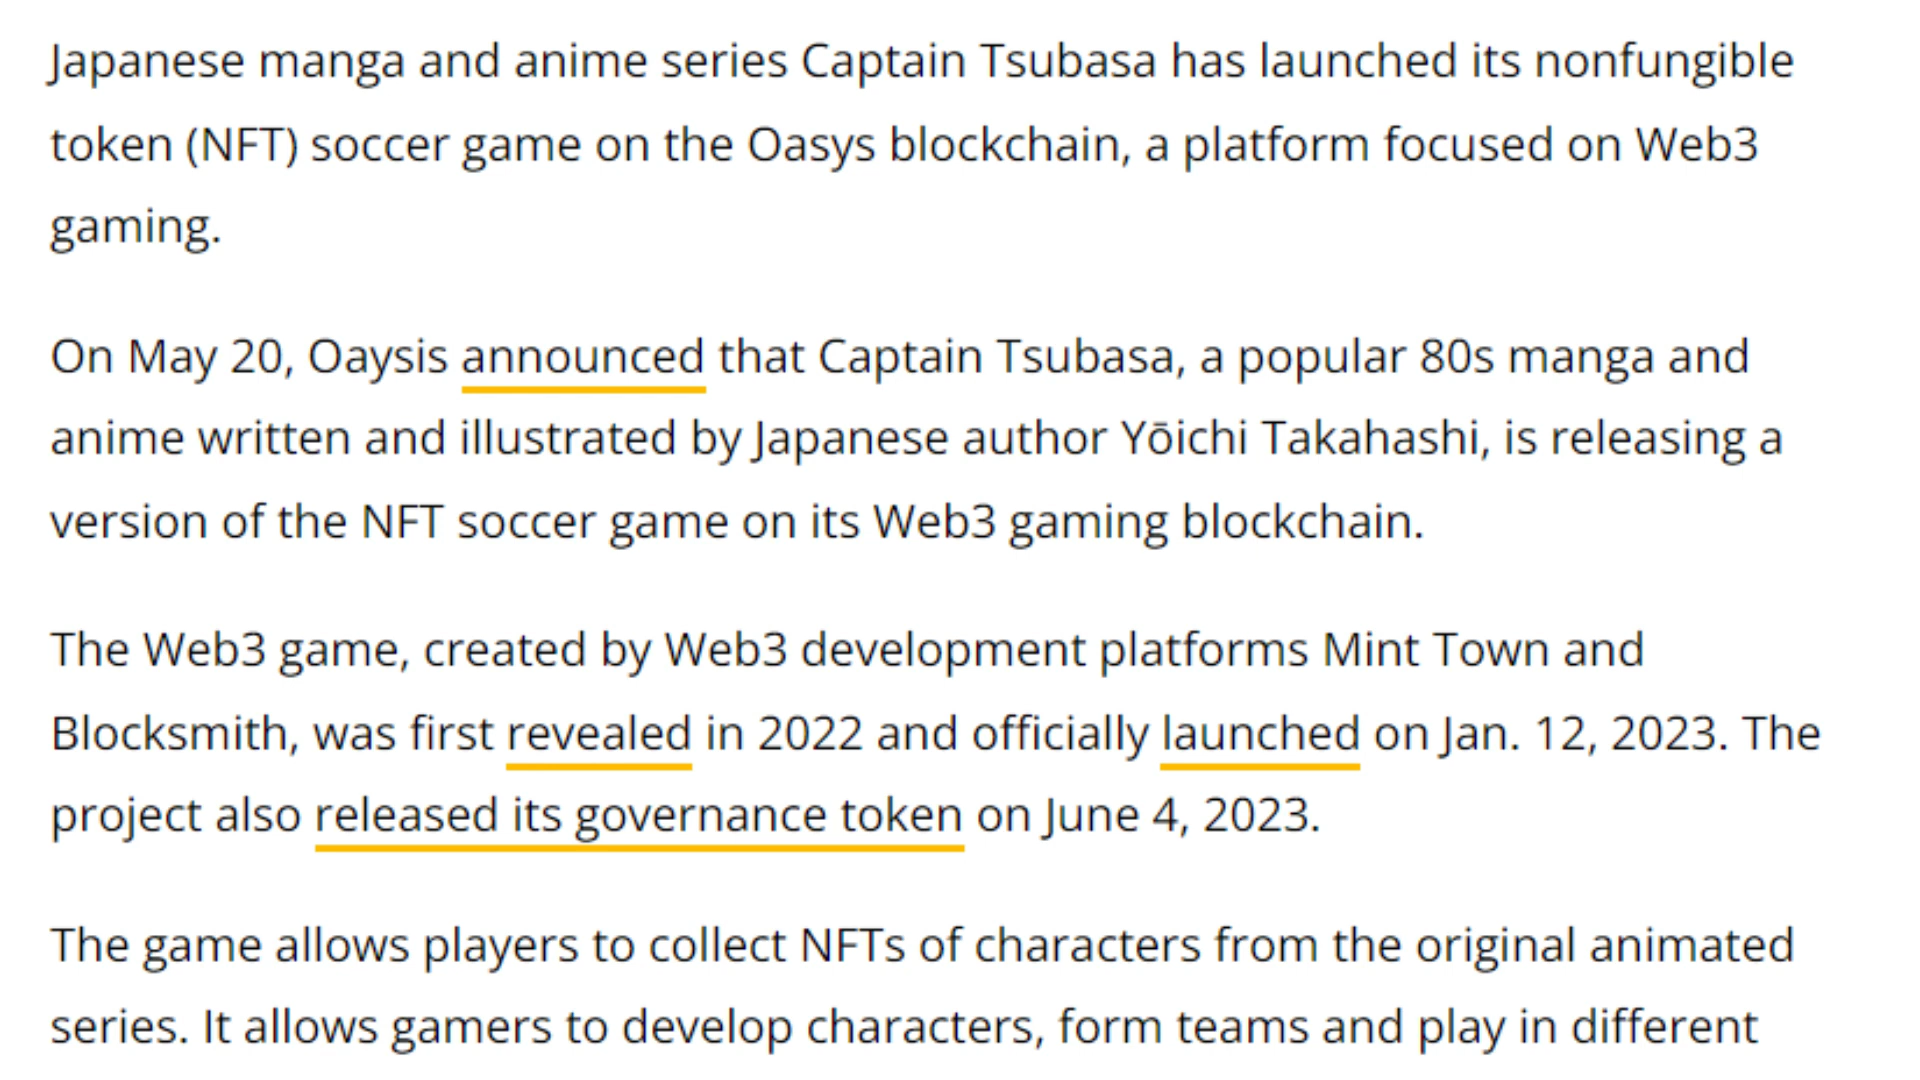 Japanese manga and anime series Captain Tsubasa has launched its nonfungible
token (NFT) soccer game on the Oasys blockchain, a platform focused on Web3
gaming.
On May 20, Oaysis announced that Captain Tsubasa, a popular 80s manga and
anime written and illustrated by Japanese author Yōichi Takahashi, is releasing a
version of the NFT soccer game on its Web3 gaming blockchain.
The Web3 game, created by Web3 development platforms Mint Town and
Blocksmith, was first revealed in 2022 and officially launched on Jan. 12, 2023. The
project also released its governance token on June 4, 2023.
The game allows players to collect NFTs of characters from the original animated
series. It allows gamers to develop characters, form teams and play in different